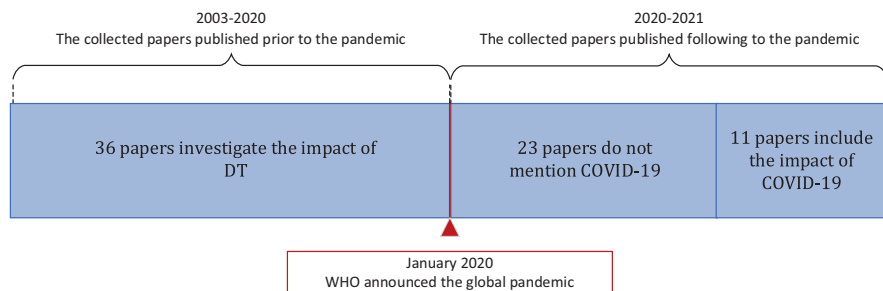 2003-2020
The collected papers published prior to the pandemic
2020-2021
The collected papers published following to the pandemic
36 papers investigate the impact of
DT
23 papers do not
mention COVID-19
11 papers include
the impact of
COVID-19
January 2020
WHO announced the global pandemic